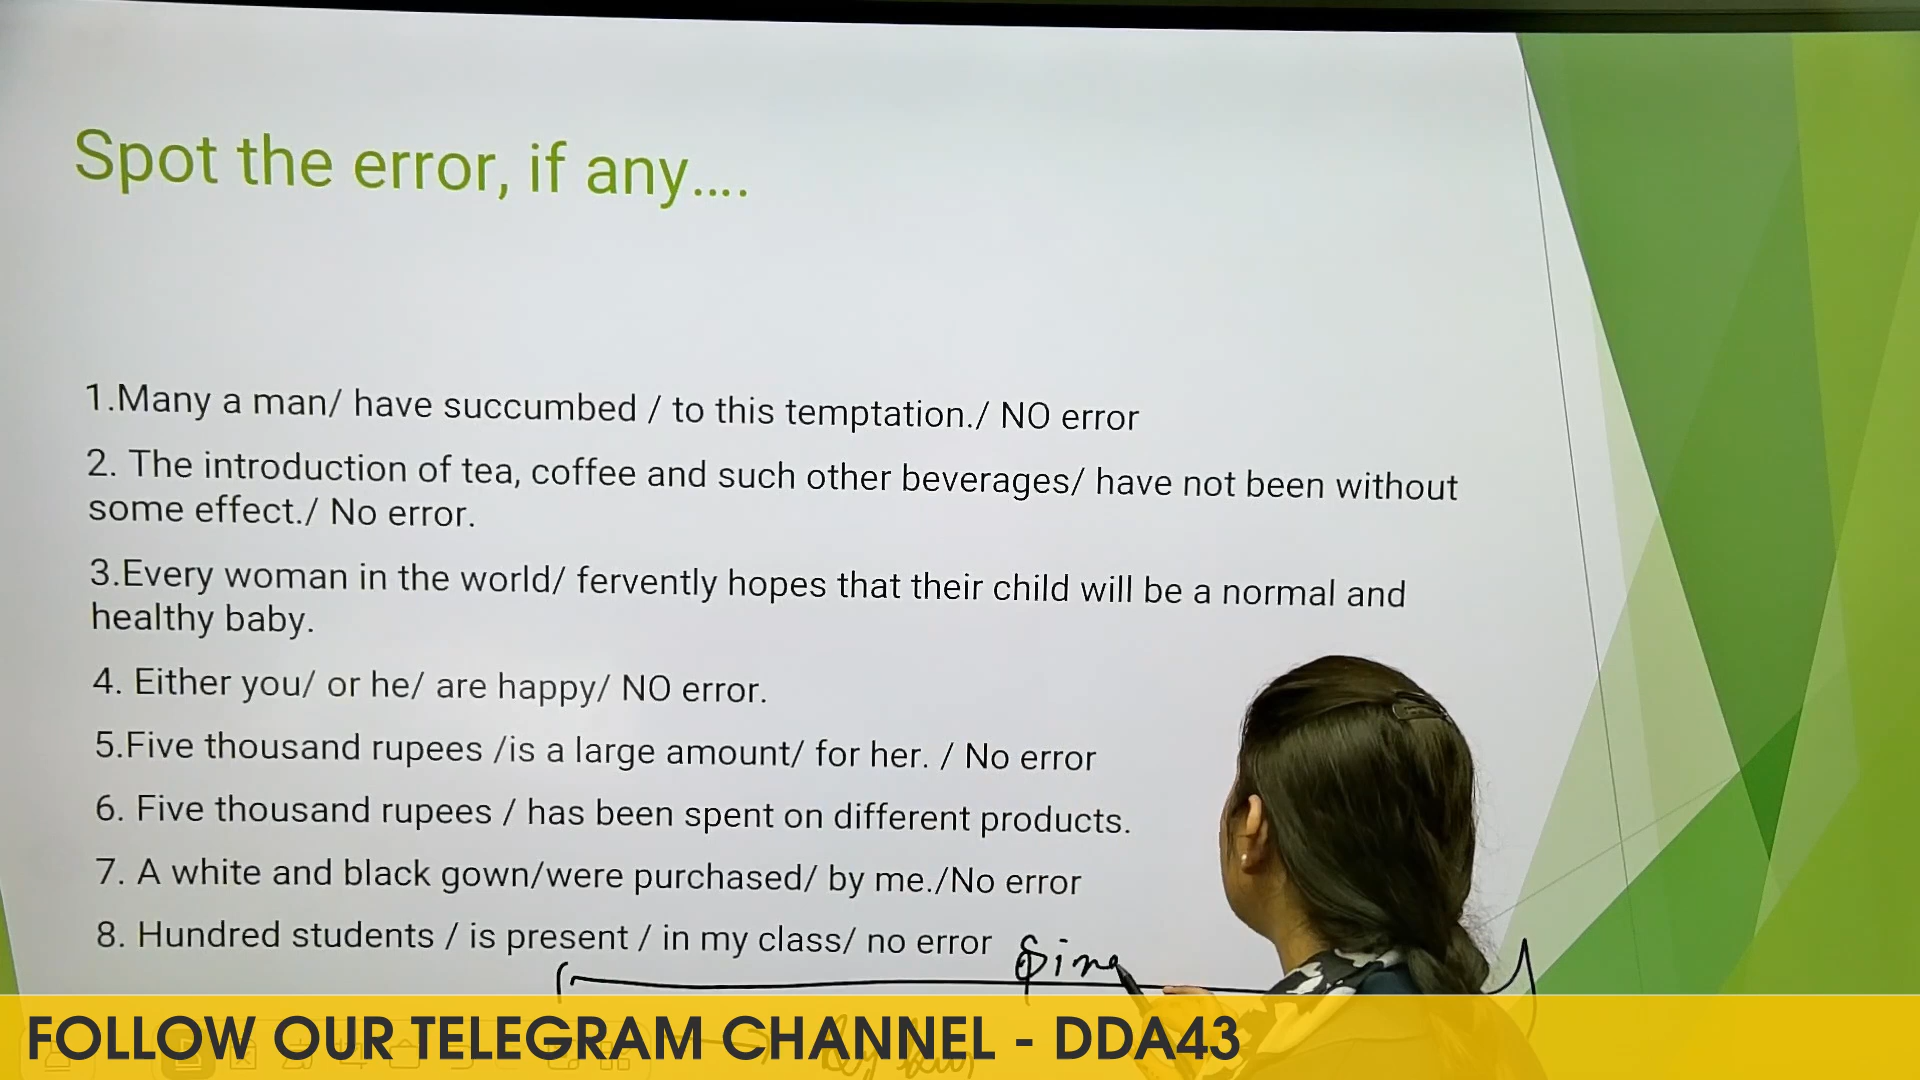 Spot the error, if any....
1.Many a man/ have succumbed / to this temptation./ NO error
2. The introduction of tea, coffee and such other beverages/ have not been without
some effect./ No error.
3.Every woman in the world/ fervently hopes that their child will be a normal and
healthy baby.
4. Either you/ or he/ are happy/ NO error.
5.Five thousand rupees /is a large amount/ for her. / No error
6. Five thousand rupees / has been spent on different products.
7. A white and black gown/were purchased/ by me./No error
8. Hundred students / is present / in my class/ no error
FOLLOW OUR TELEGRAM CHANNEL - DDA43